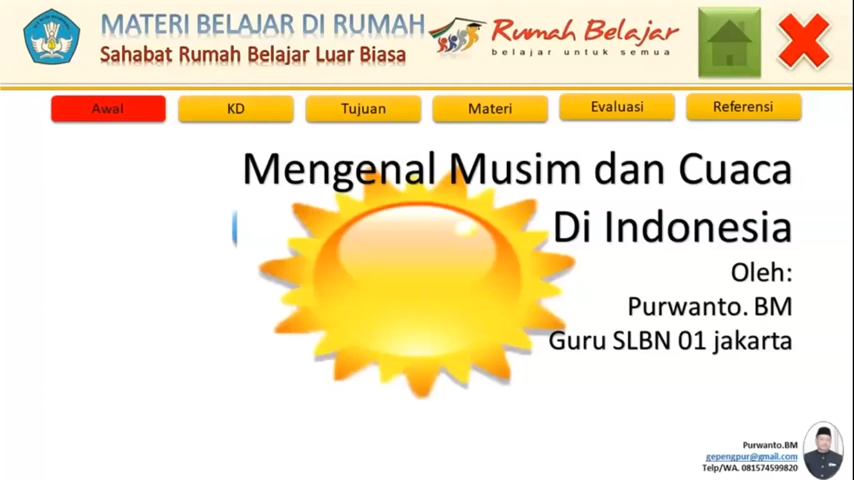 MATERI BELAJAR DI RUMAH
Sahabat Rumah Belajar Luar Biasa
Rumah Belajar
belajar untuk semua
Awal
KD
Tujuan
Materi
Evaluasi
Referensi
Mengenal Musim dan Cuaca
Di Indonesia
Oleh:
Purwanto. BM
Guru SLBN 01 jakarta
Purwanto.BM
gepengpur@gmail.com
Telp/WA. 081574599820